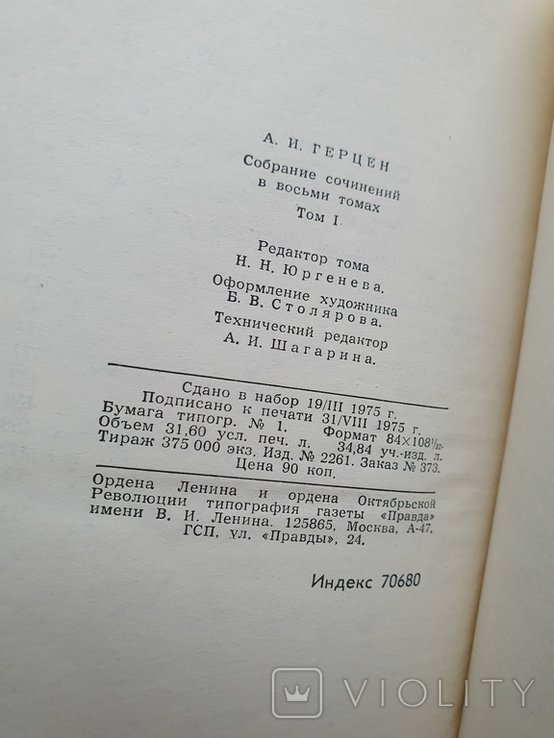 А. И. ГЕРЦЕН
Собрание сочинений
в восьми томах
Том I.
Редактор тома
Н. Н. Юргенева.
Оформление художника
Б. В. Столярова.
Технический редактор
А. И. Шагарина.
Сдано в набор 19/III 1975 г.
Подписано к печати 31/VIII 1975 г.
Бумага типогр. № 1. Формат 84×108¹/₃₂.
Объем 31,60 усл. печ. л. 34,84 уч.-изд. л.
Тираж 375 000 экз. Изд. № 2261. Заказ № 373.
Цена 90 коп.
Ордена Ленина и ордена Октябрьской
Революции типография газеты «Правда»
имени В. И. Ленина. 125865, Москва, А-47,
ГСП, ул. «Правды», 24.
Индекс 70680
VIOLITY